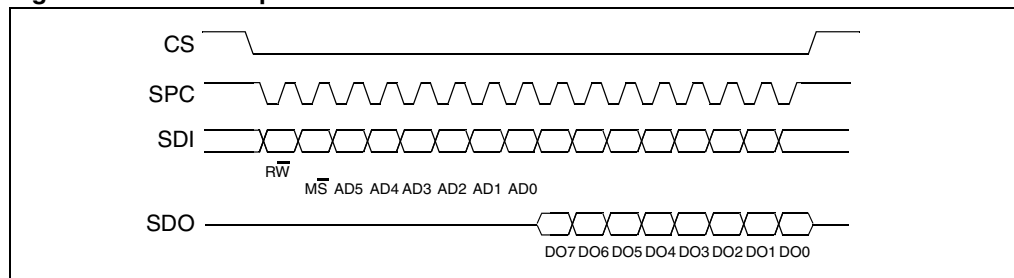 CS
SPC
SDI
RW̅
MS̅ AD5 AD4 AD3 AD2 AD1 AD0
SDO
DO7 DO6 DO5 DO4 DO3 DO2 DO1 DO0